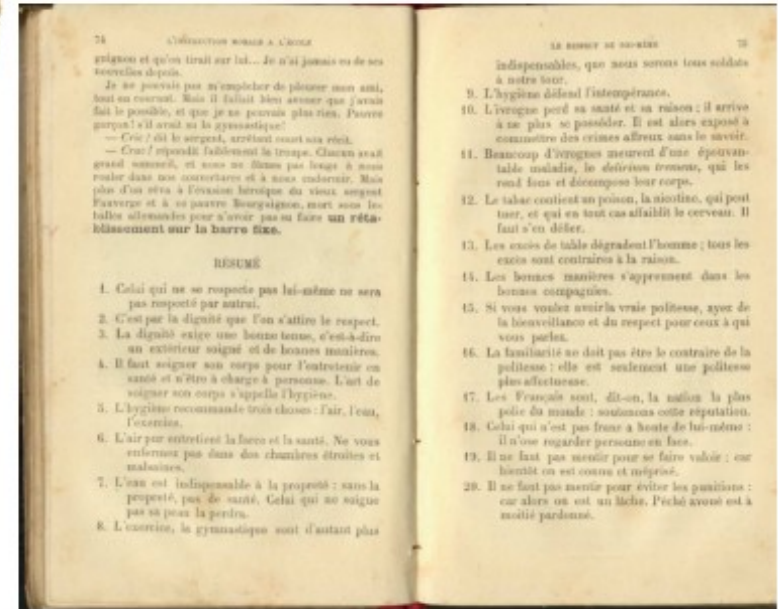 74 L'INSTRUCTION MORALE A L'ÉCOLE
guignon et qu'on tirait sur lui... Je n'ai jamais eu de ses
nouvelles depuis.
Je ne pouvais pas m'empêcher de pleurer mon ami,
tout en courant. Mais il fallait bien avouer que j'avais
fait le possible, et que je ne pouvais plus rien. Pauvre
garçon! s'il avait su la gymnastique!
— Cric! dit le sergent, arrêtant court son récit.
— Crac! répondit faiblement la troupe. Chacun avait
grand sommeil, et nous ne fûmes pas longs à nous
rouler dans nos couvertures et à nous endormir. Mais
plus d'un rêva à l'évasion héroïque du vieux sergent
Fauverge et à ce pauvre Bourguignon, mort sous les
balles allemandes pour n'avoir pas su faire un réta-
blissement sur la barre fixe.
RÉSUMÉ
1. Celui qui ne se respecte pas lui-même ne sera
pas respecté par autrui.
2. C'est par la dignité que l'on s'attire le respect.
3. La dignité exige une bonne tenue, c'est-à-dire
un extérieur soigné et de bonnes manières.
4. Il faut soigner son corps pour l'entretenir en
santé et n'être à charge à personne. L'art de
soigner son corps s'appelle l'hygiène.
5. L'hygiène recommande trois choses : l'air, l'eau,
l'exercice.
6. L'air pur entretient la force et la santé. Ne vous
enfermez pas dans des chambres étroites et
malsaines.
7. L'eau est indispensable à la propreté : sans la
propreté, pas de santé. Celui qui ne soigne
pas sa peau la perdra.
8. L'exercice, la gymnastique sont d'autant plus
LE RESPECT DE SOI-MÊME 75
indispensables, que nous serons tous soldats
à notre tour.
9. L'hygiène défend l'intempérance.
10. L'ivrogne perd sa santé et sa raison ; il arrive
à ne plus se posséder. Il est alors exposé à
commettre des crimes affreux sans le savoir.
11. Beaucoup d'ivrognes meurent d'une épouvan-
table maladie, le delirium tremens, qui les
rend fous et décompose leur corps.
12. Le tabac contient un poison, la nicotine, qui peut
tuer, et qui en tout cas affaiblit le cerveau. Il
faut s'en défier.
13. Les excès de table dégradent l'homme ; tous les
excès sont contraires à la raison.
14. Les bonnes manières s'apprennent dans les
bonnes compagnies.
15. Si vous voulez avoir la vraie politesse, ayez de
la bienveillance et du respect pour ceux à qui
vous parlez.
16. La familiarité ne doit pas être le contraire de la
politesse : elle est seulement une politesse
plus affectueuse.
17. Les Français sont, dit-on, la nation la plus
polie du monde : soutenons cette réputation.
18. Celui qui n'est pas franc a honte de lui-même :
il n'ose regarder personne en face.
19. Il ne faut pas mentir pour se faire valoir : car
bientôt on est connu et méprisé.
20. Il ne faut pas mentir pour éviter les punitions :
car alors on est un lâche. Péché avoué est à
moitié pardonné.